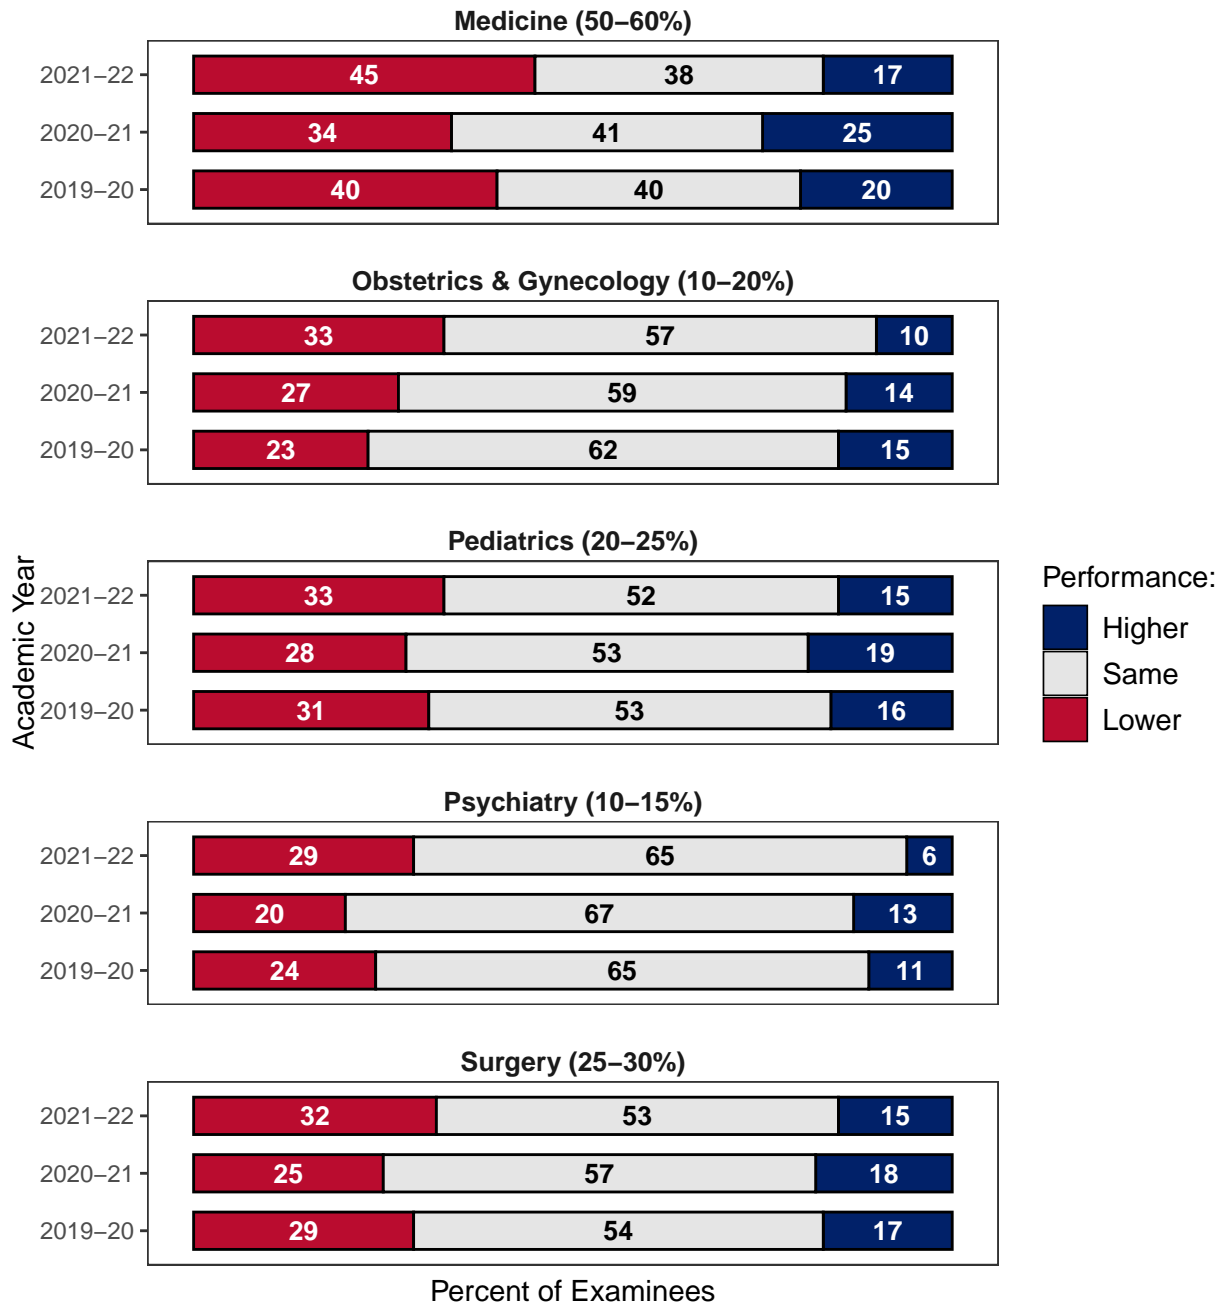 Medicine (50–60%)
2021–22 45 38 17
2020–21 34 41 25
2019–20 40 40 20
Obstetrics & Gynecology (10–20%)
2021–22 33 57 10
2020–21 27 59 14
2019–20 23 62 15
Pediatrics (20–25%)
2021–22 33 52 15
2020–21 28 53 19
2019–20 31 53 16
Psychiatry (10–15%)
2021–22 29 65 6
2020–21 20 67 13
2019–20 24 65 11
Surgery (25–30%)
2021–22 32 53 15
2020–21 25 57 18
2019–20 29 54 17
Percent of Examinees
Academic Year
Performance:
Higher
Same
Lower